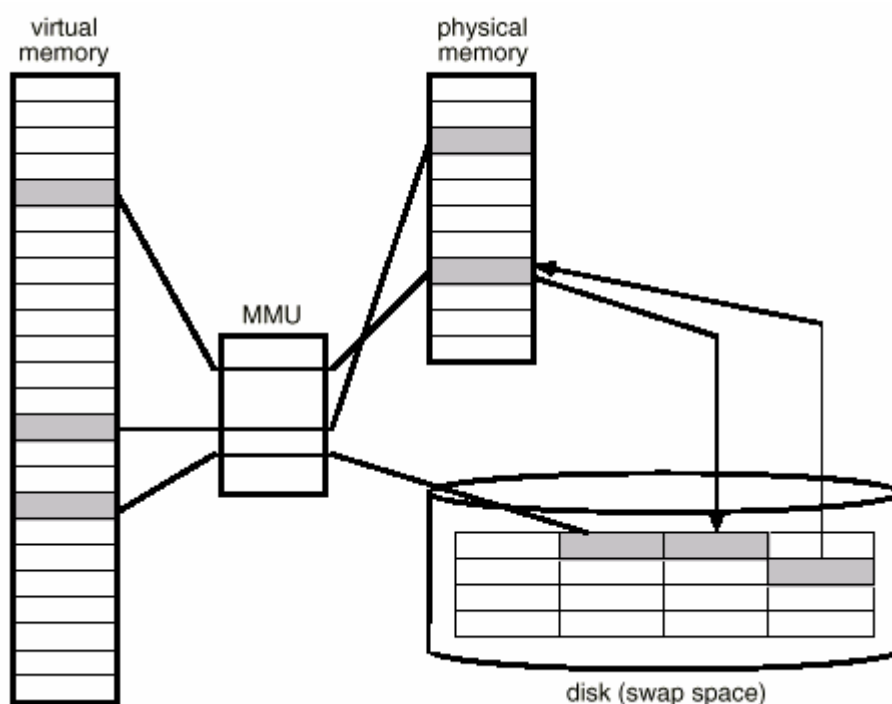 virtual
memory
physical
memory
MMU
disk (swap space)